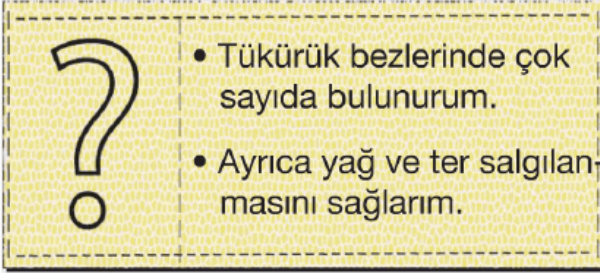 ?
• Tükürük bezlerinde çok
sayıda bulunurum.
• Ayrıca yağ ve ter salgılan-
masını sağlarım.